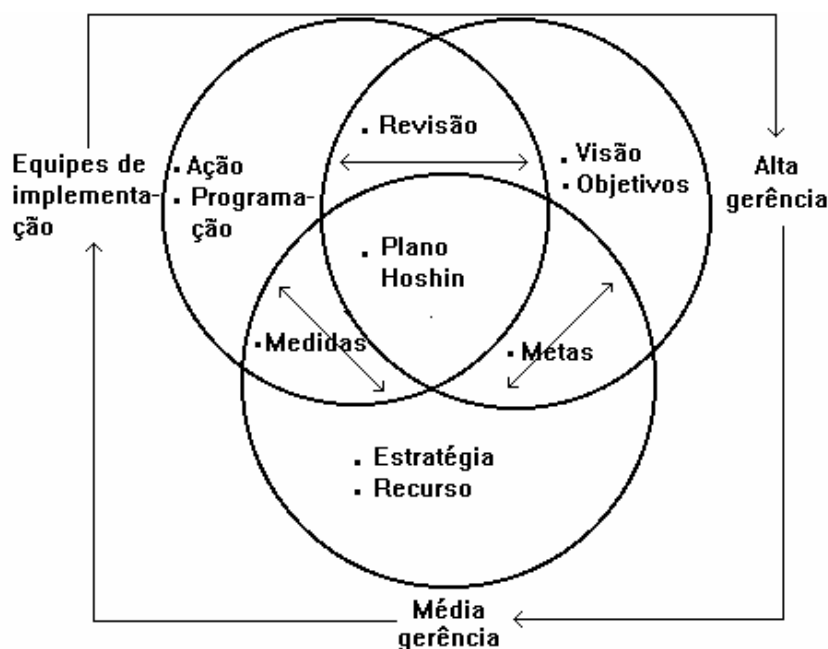 · Revisão
Equipes de
implementa-
ção
· Ação
· Programa-
ção
· Visão
· Objetivos
Alta
gerência
· Plano
Hoshin
· Medidas
· Metas
· Estratégia
· Recurso
Média
gerência